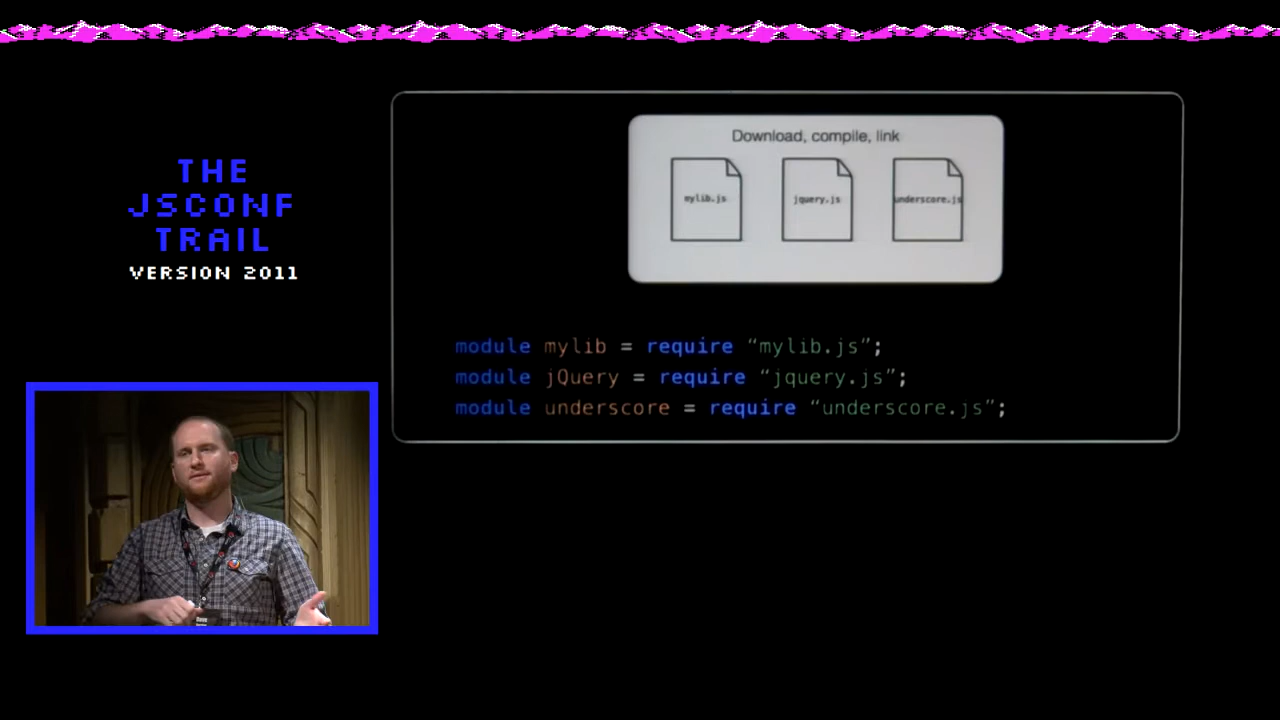 THE
JSCONF
TRAIL
VERSION 2011
Download, compile, link
mylib.js
jquery.js
underscore.js
module mylib = require “mylib.js”;
module jQuery = require “jquery.js”;
module underscore = require “underscore.js”;